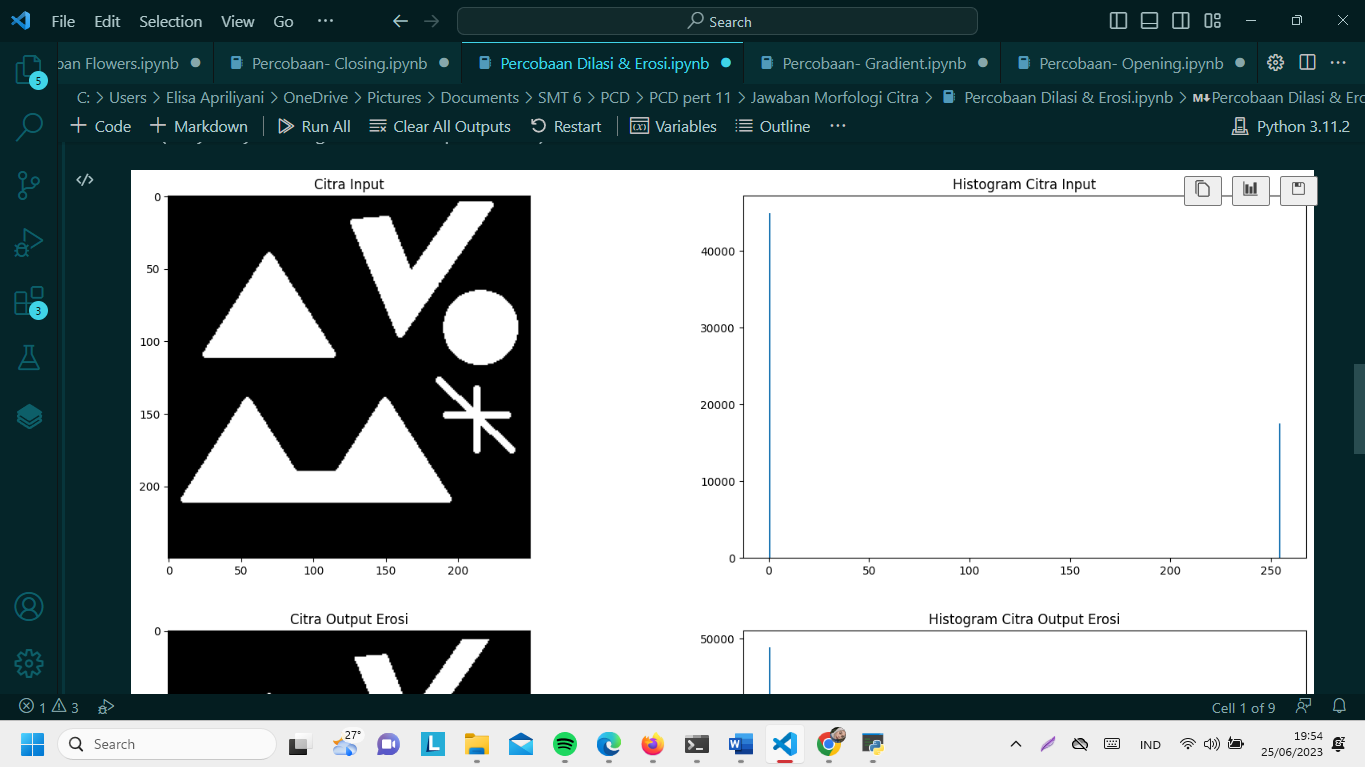 File Edit Selection View Go ··· Search
5
ban Flowers.ipynb Percobaan- Closing.ipynb Percobaan Dilasi & Erosi.ipynb Percobaan- Gradient.ipynb Percobaan- Opening.ipynb ···
C: > Users > Elisa Apriliyani > OneDrive > Pictures > Documents > SMT 6 > PCD > PCD pert 11 > Jawaban Morfologi Citra > Percobaan Dilasi & Erosi.ipynb > M↓Percobaan Dilasi & Erc
+ Code + Markdown Run All Clear All Outputs Restart Variables Outline ··· Python 3.11.2
Citra Input
0
50
100
150
200
0 50 100 150 200
Histogram Citra Input
40000
30000
20000
10000
0
0 50 100 150 200 250
3
Citra Output Erosi
0
Histogram Citra Output Erosi
50000
1 3 Cell 1 of 9
Search 27° L W IND 19:54
25/06/2023